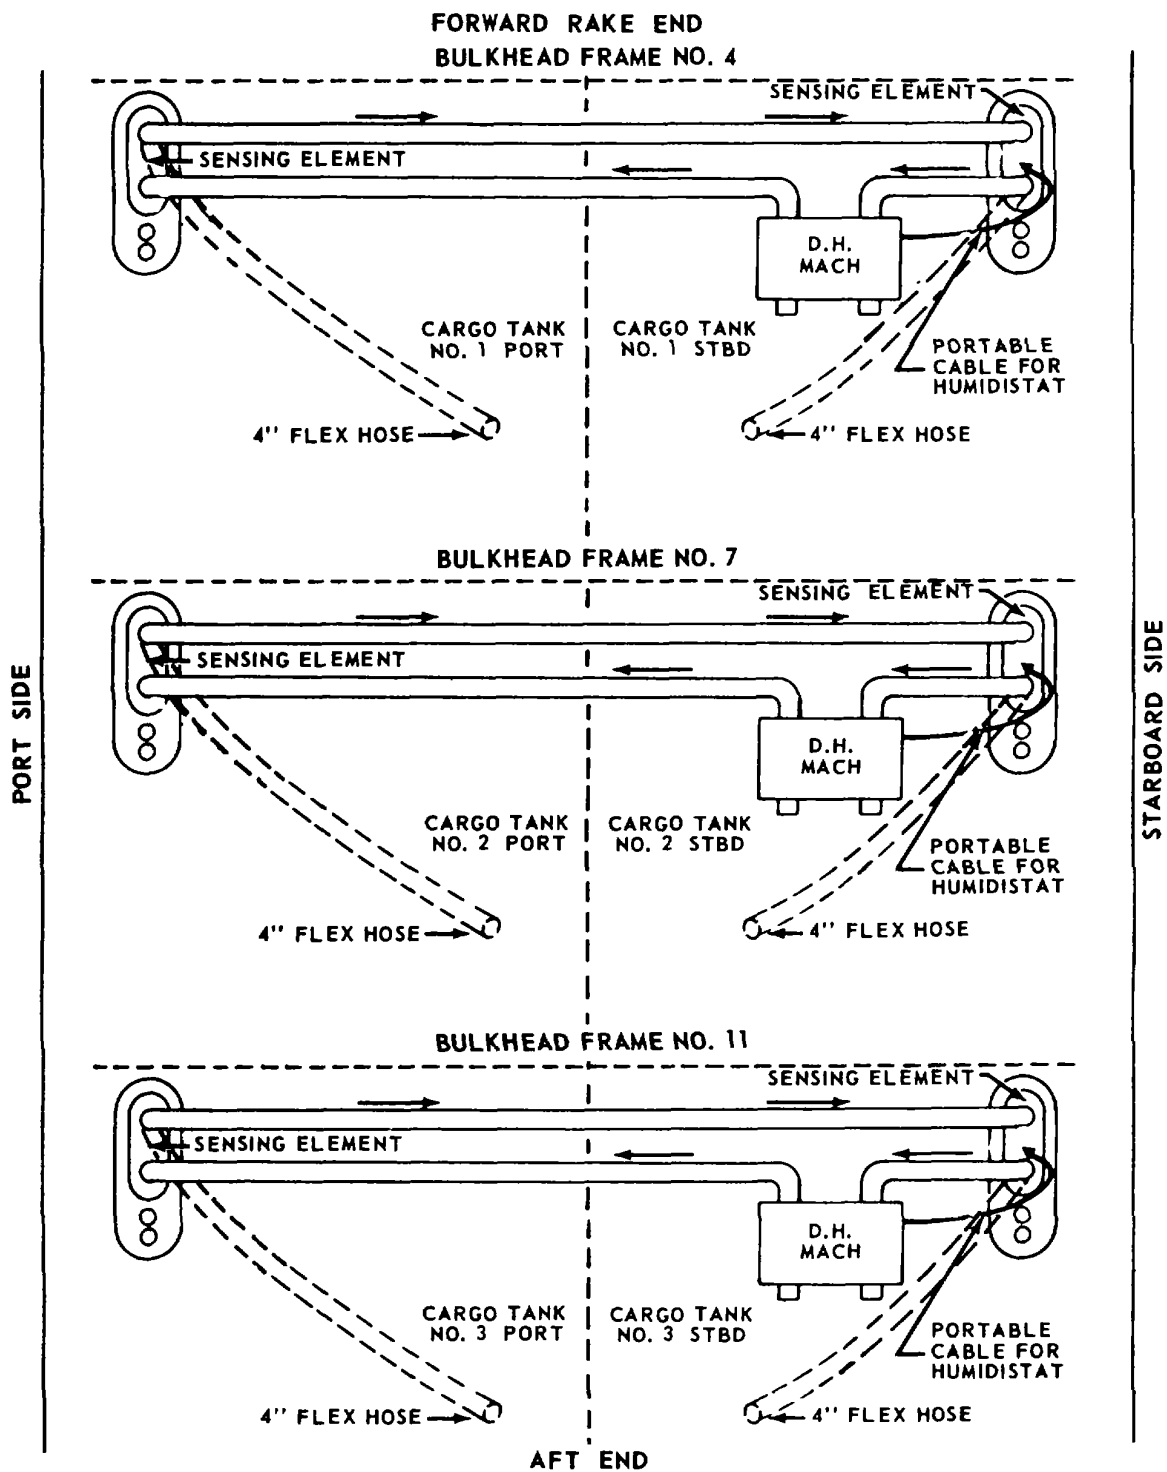 FORWARD RAKE END
BULKHEAD FRAME NO. 4
SENSING ELEMENT
SENSING ELEMENT
D.H.
MACH
CARGO TANK
NO. 1 PORT
CARGO TANK
NO. 1 STBD
PORTABLE
CABLE FOR
HUMIDISTAT
4" FLEX HOSE
4" FLEX HOSE
BULKHEAD FRAME NO. 7
SENSING ELEMENT
SENSING ELEMENT
PORT SIDE
STARBOARD SIDE
D.H.
MACH
CARGO TANK
NO. 2 PORT
CARGO TANK
NO. 2 STBD
PORTABLE
CABLE FOR
HUMIDISTAT
4" FLEX HOSE
4" FLEX HOSE
BULKHEAD FRAME NO. 11
SENSING ELEMENT
SENSING ELEMENT
D.H.
MACH
CARGO TANK
NO. 3 PORT
CARGO TANK
NO. 3 STBD
PORTABLE
CABLE FOR
HUMIDISTAT
4" FLEX HOSE
4" FLEX HOSE
AFT END